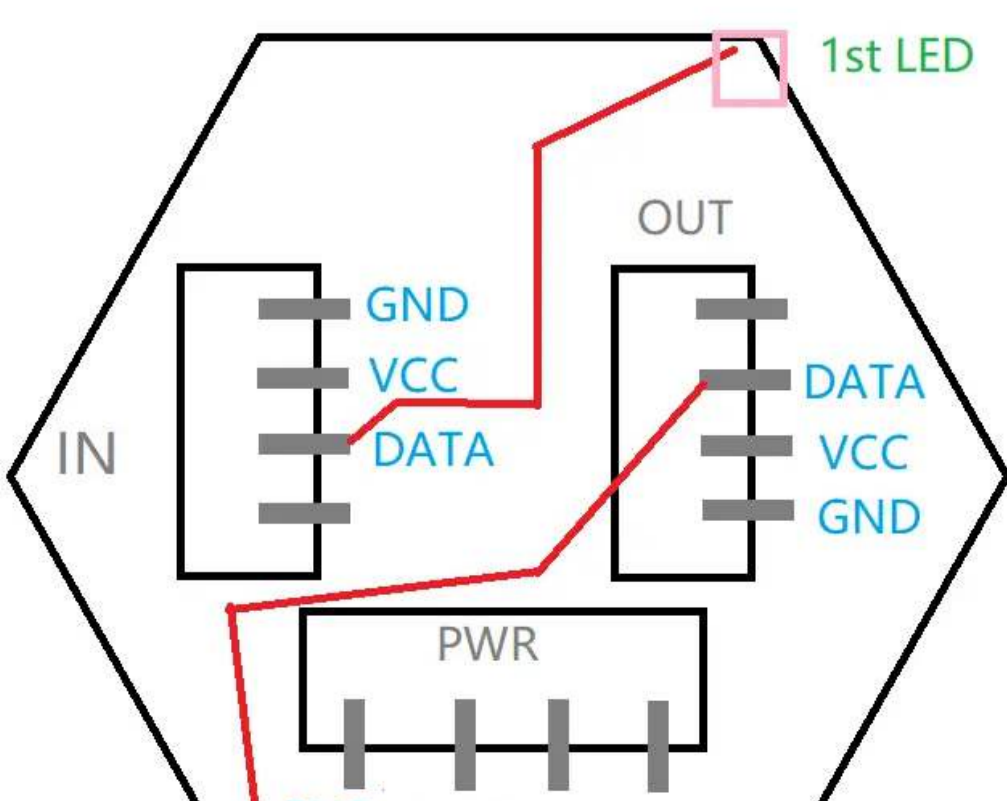 1st LED
OUT
GND
VCC
DATA
IN
DATA
VCC
GND
PWR